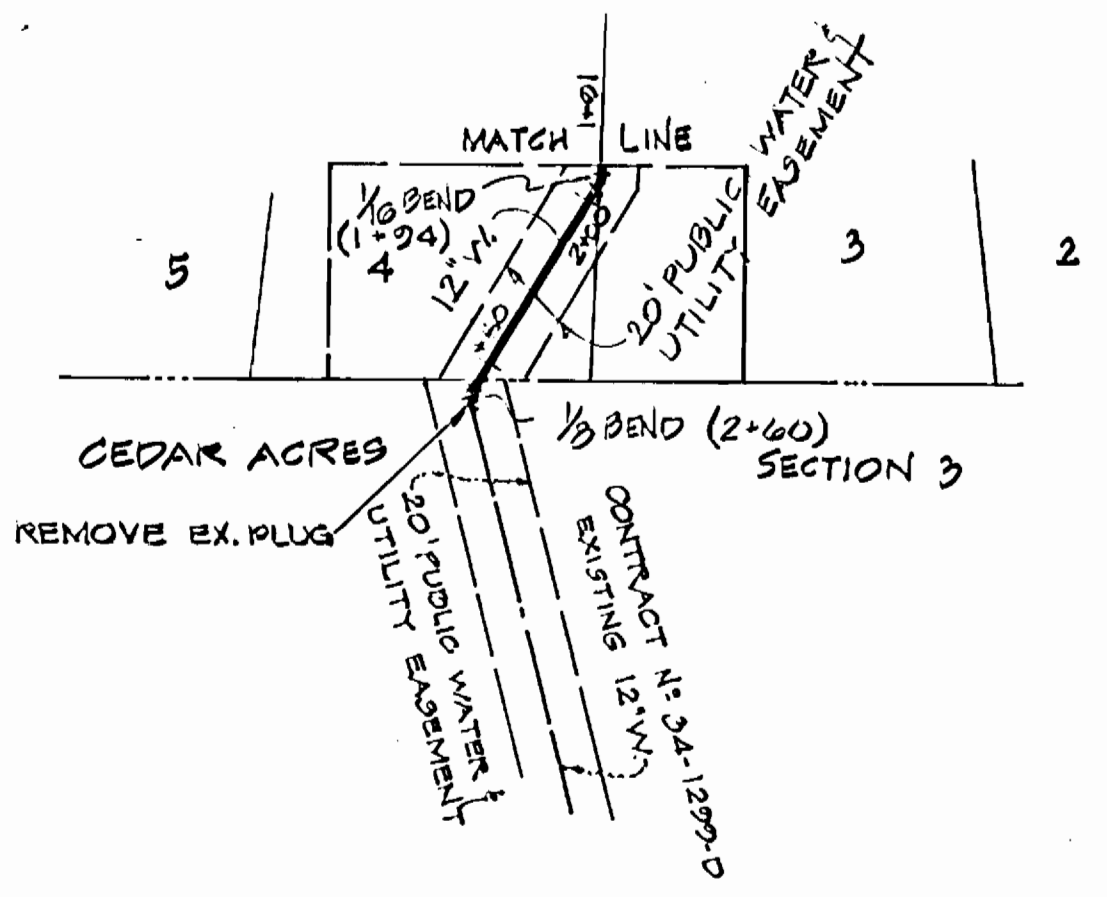 MATCH LINE
WATER &
EASEMENT
1/16 BEND
(1+94)
4
12" W.
2+00
20' PUBLIC
UTILITY
5
3
2
1/8 BEND (2+60)
CEDAR ACRES
SECTION 3
REMOVE EX. PLUG
20' PUBLIC WATER &
UTILITY EASEMENT
CONTRACT Nº 34-1299-D
EXISTING 12" W.